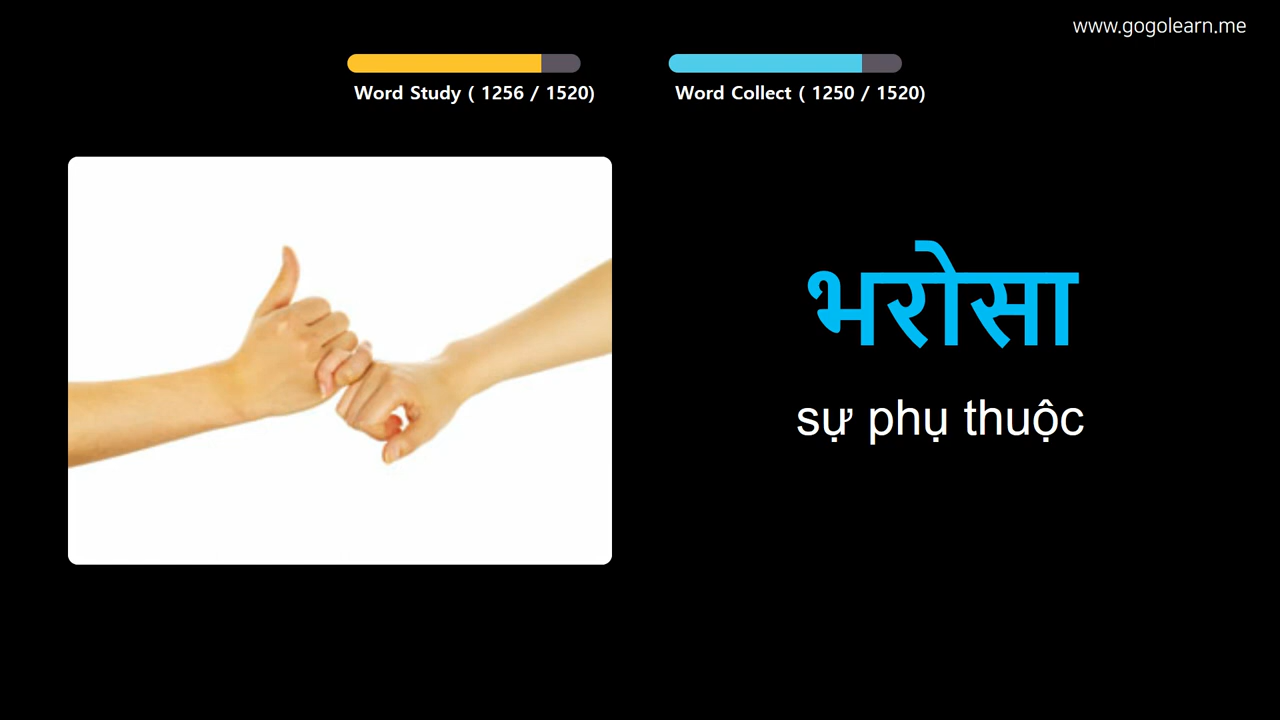 www.gogolearn.me
Word Study ( 1256 / 1520)
Word Collect ( 1250 / 1520)
भरोसा
sự phụ thuộc